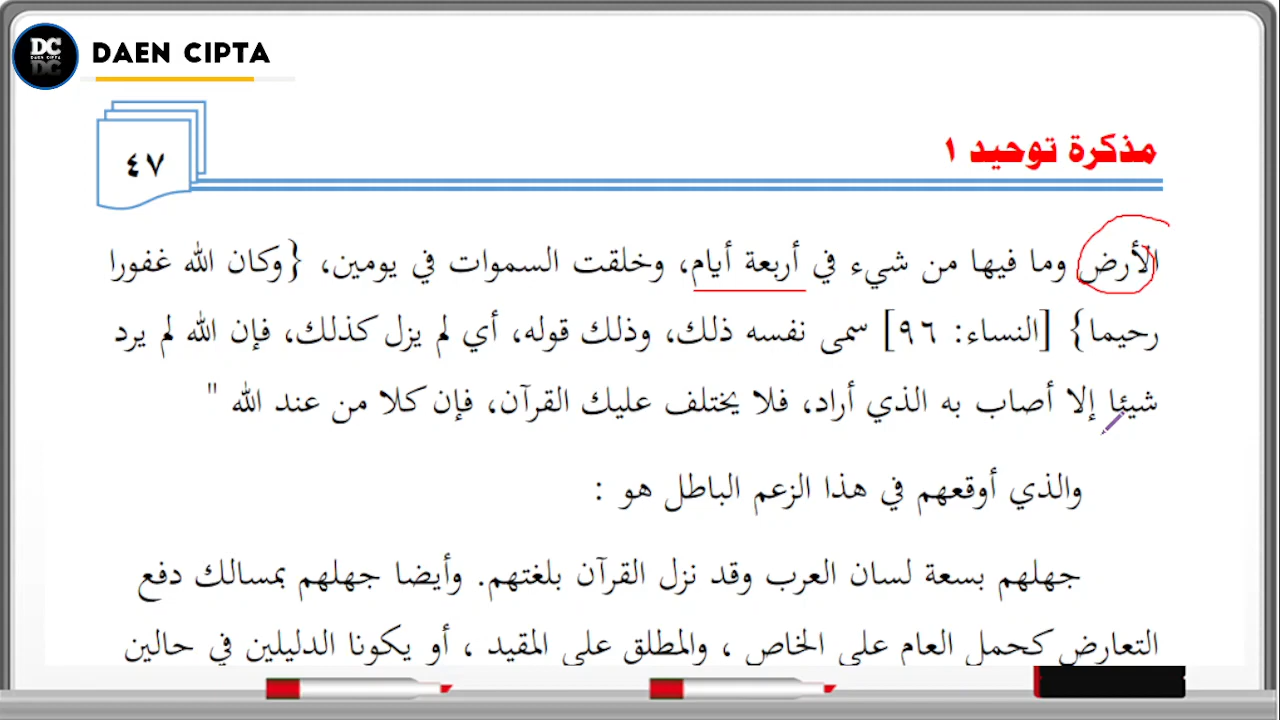 DC
DAEN CIPTA
DAEN CIPTA
مذكرة توحيد ١
٤٧
الأرض وما فيها من شيء في أربعة أيام، وخلقت السموات في يومين، {وكان الله غفورا
رحيما} [النساء: ٩٦] سمى نفسه ذلك، وذلك قوله، أي لم يزل كذلك، فإن الله لم يرد
شيئا إلا أصاب به الذي أراد، فلا يختلف عليك القرآن، فإن كلا من عند الله "
والذي أوقعهم في هذا الزعم الباطل هو :
جهلهم بسعة لسان العرب وقد نزل القرآن بلغتهم. وأيضا جهلهم بمسالك دفع
التعارض كحمل العام على الخاص ، والمطلق على المقيد ، أو يكونا الدليلين في حالين